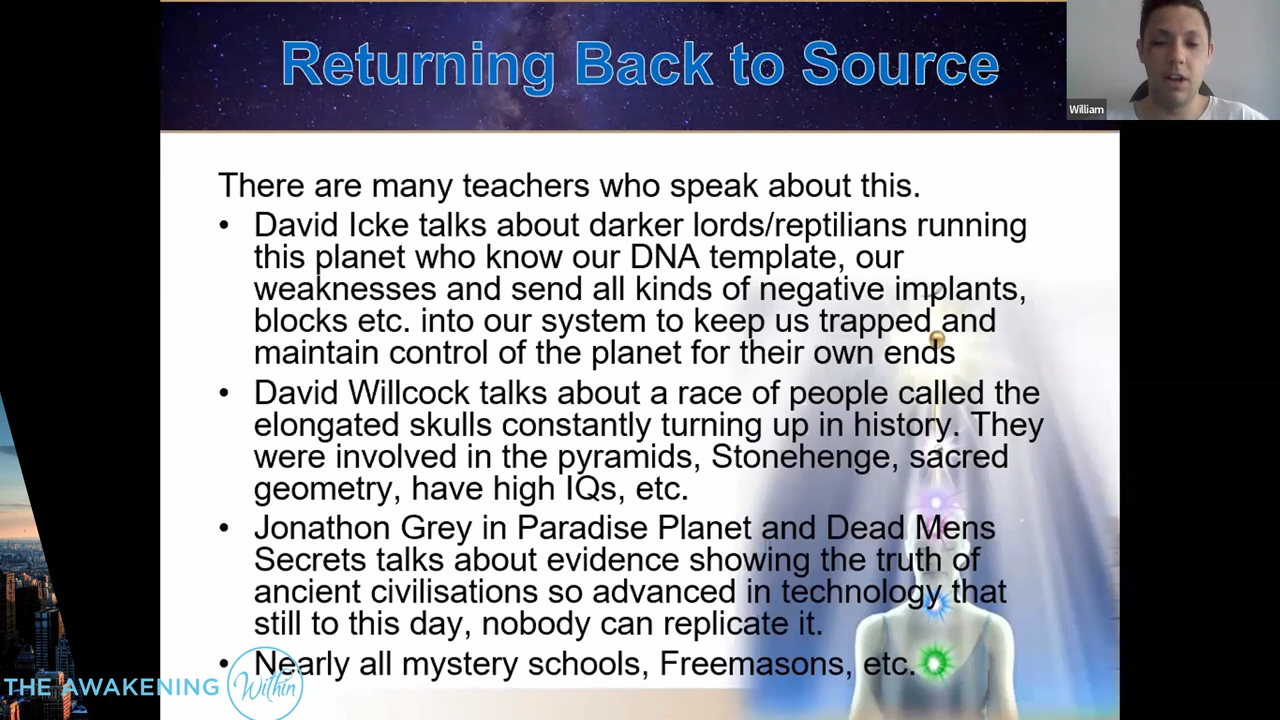 Returning Back to Source
William
There are many teachers who speak about this.
• David Icke talks about darker lords/reptilians running
this planet who know our DNA template, our
weaknesses and send all kinds of negative implants,
blocks etc. into our system to keep us trapped and
maintain control of the planet for their own ends
• David Willcock talks about a race of people called the
elongated skulls constantly turning up in history. They
were involved in the pyramids, Stonehenge, sacred
geometry, have high IQs, etc.
• Jonathon Grey in Paradise Planet and Dead Mens
Secrets talks about evidence showing the truth of
ancient civilisations so advanced in technology that
still to this day, nobody can replicate it.
• Nearly all mystery schools, Freemasons, etc.
THE AWAKENING Within